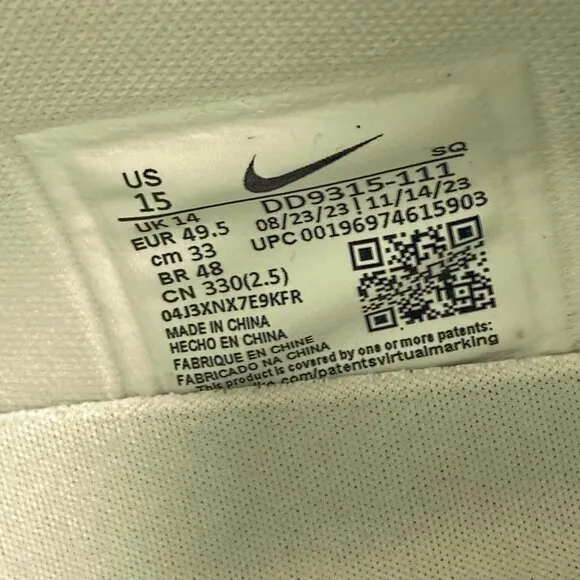 US
15
UK 14
EUR 49.5
cm 33
BR 48
CN 330(2.5)
04J3XNX7E9KFR
MADE IN CHINA
HECHO EN CHINA
FABRIQUE EN CHINE
FABRICADO NA CHINA
This product is covered by one or more patents:
.com/patentsvirtualmarking
SQ
DD9315-111
08/23/23 | 11/14/23
UPC 00196974615903